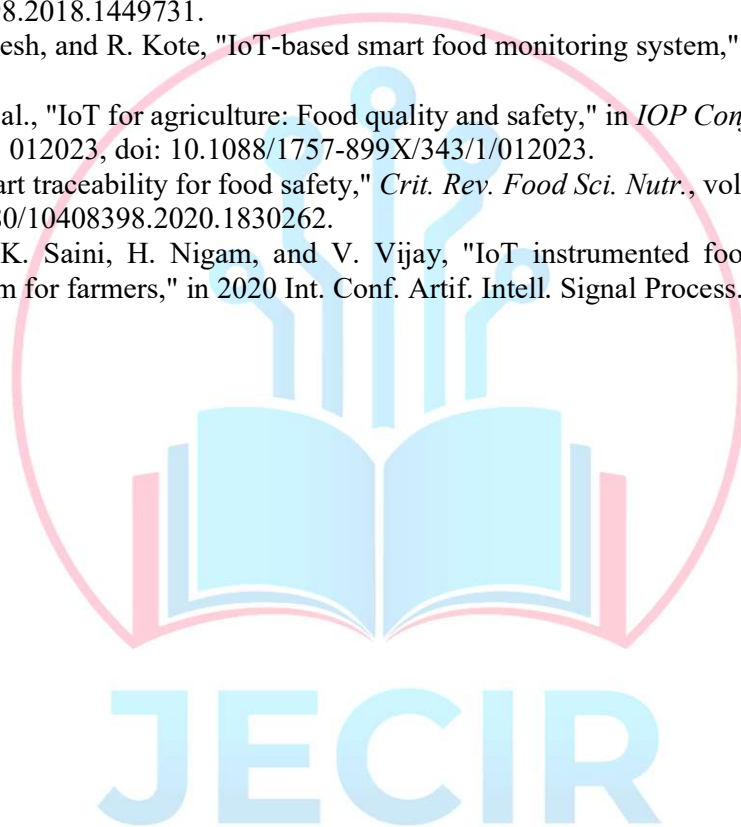 98.2018.1449731.
esh, and R. Kote, "IoT-based smart food monitoring system,"
al., "IoT for agriculture: Food quality and safety," in IOP Con
012023, doi: 10.1088/1757-899X/343/1/012023.
art traceability for food safety," Crit. Rev. Food Sci. Nutr., vol
80/10408398.2020.1830262.
K. Saini, H. Nigam, and V. Vijay, "IoT instrumented foo
m for farmers," in 2020 Int. Conf. Artif. Intell. Signal Process.
JECIR